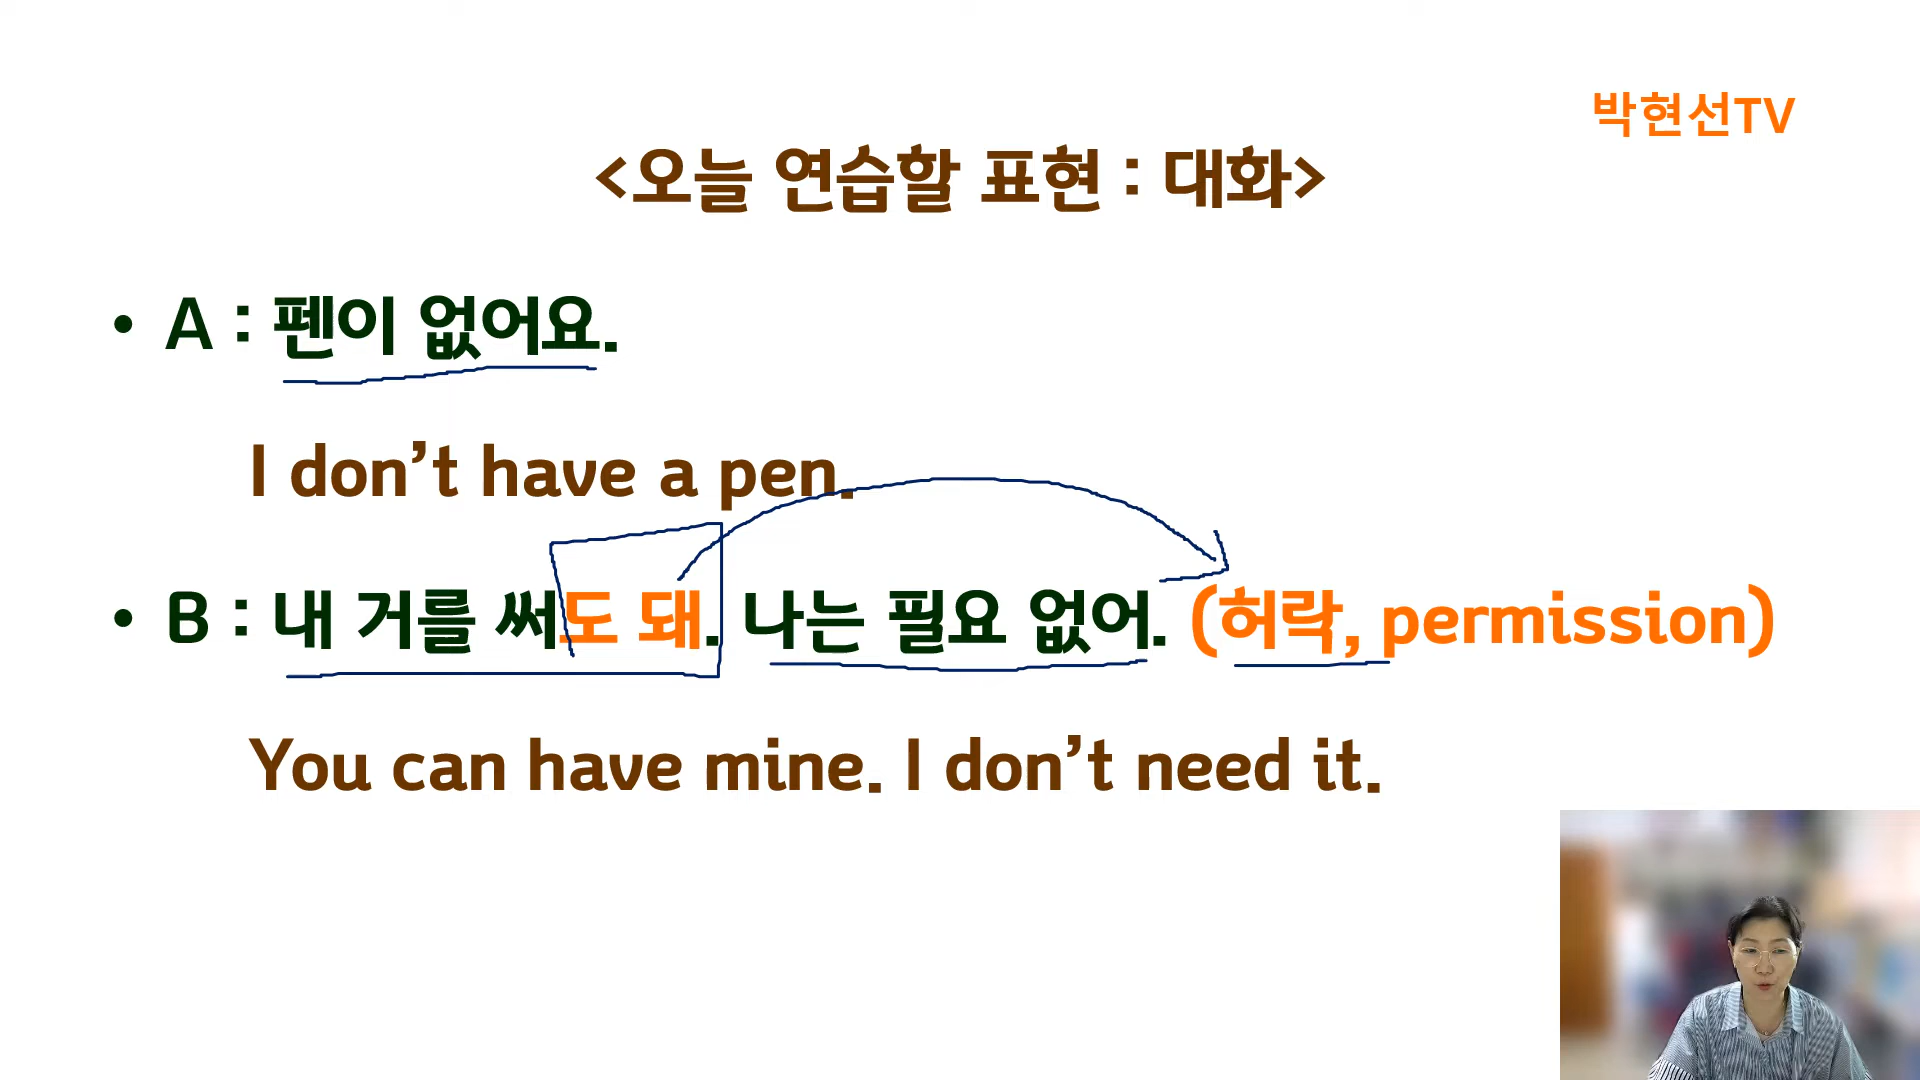 박현선TV
<오늘 연습할 표현 : 대화>
• A : 펜이 없어요.
I don’t have a pen.
• B : 내 거를 써도 돼. 나는 필요 없어. (허락, permission)
You can have mine. I don’t need it.